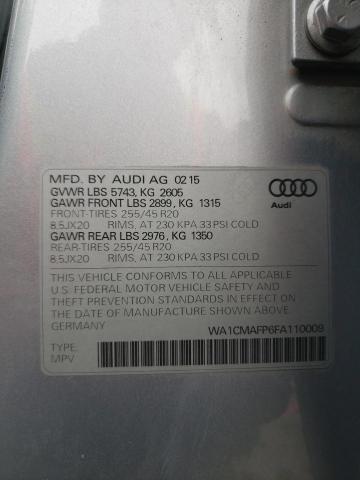 MFD. BY AUDI AG 02 15
GVWR LBS 5743, KG 2605
GAWR FRONT LBS 2899, KG 1315
FRONT-TIRES 255/45 R20
8.5JX20 RIMS, AT 230 KPA 33 PSI COLD
GAWR REAR LBS 2976, KG 1350
REAR-TIRES 255/45 R20
8.5JX20 RIMS, AT 230 KPA 33 PSI COLD
Audi
THIS VEHICLE CONFORMS TO ALL APPLICABLE
U.S. FEDERAL MOTOR VEHICLE SAFETY AND
THEFT PREVENTION STANDARDS IN EFFECT ON
THE DATE OF MANUFACTURE SHOWN ABOVE
GERMANY WA1CMAFP6FA110009
TYPE:
MPV